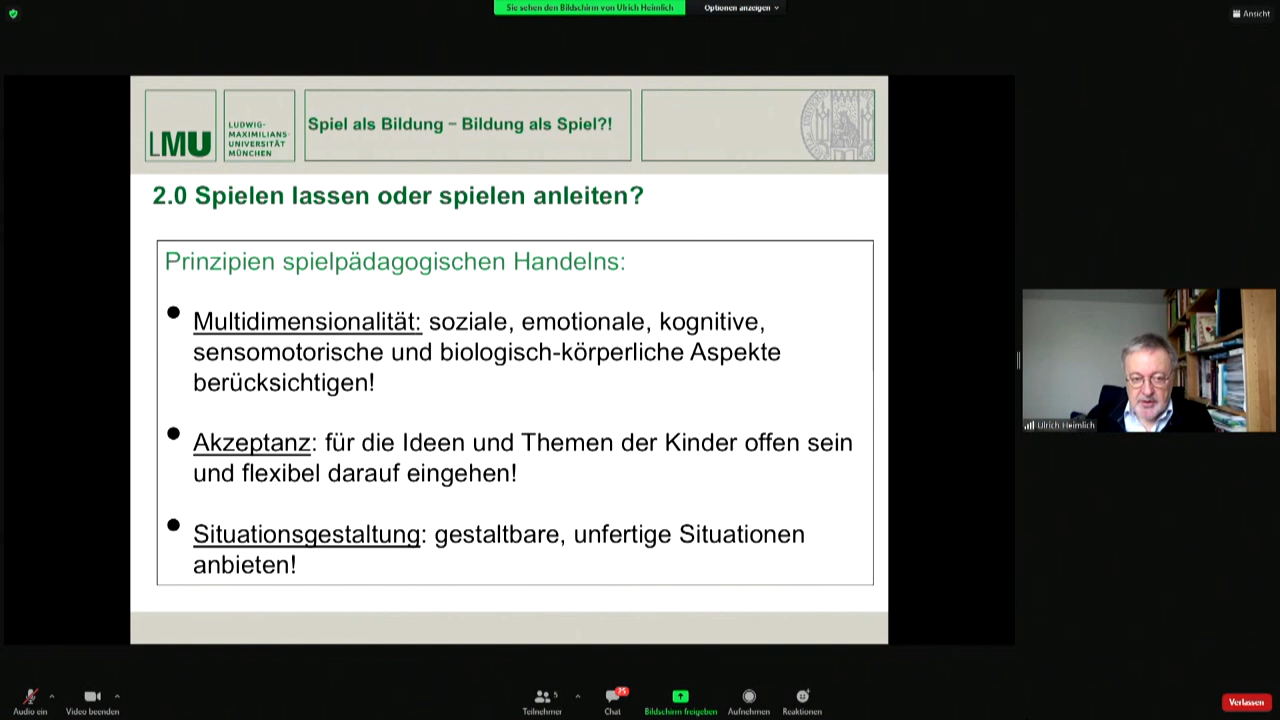 Sie sehen den Bildschirm von Ulrich Heimlich
Optionen anzeigen
Ansicht
LMU
LUDWIG-
MAXIMILIANS-
UNIVERSITÄT
MÜNCHEN
Spiel als Bildung – Bildung als Spiel?!
2.0 Spielen lassen oder spielen anleiten?
Prinzipien spielpädagogischen Handelns:
Multidimensionalität: soziale, emotionale, kognitive,
sensomotorische und biologisch-körperliche Aspekte
berücksichtigen!
Akzeptanz: für die Ideen und Themen der Kinder offen sein
und flexibel darauf eingehen!
Situationsgestaltung: gestaltbare, unfertige Situationen
anbieten!
Ulrich Heimlich
Audio ein
Video beenden
Teilnehmer
5
Chat
25
Bildschirm freigeben
Aufnehmen
Reaktionen
Verlassen